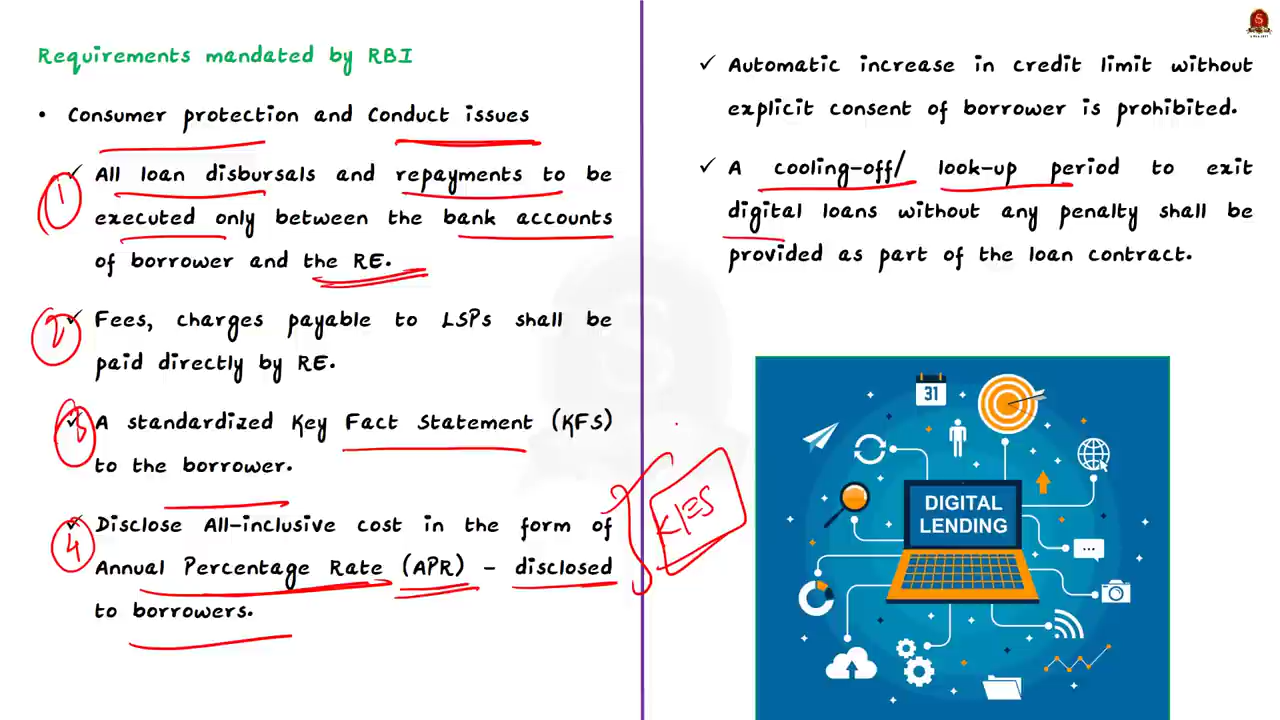 Requirements mandated by RBI
• Consumer protection and Conduct issues
✓ All loan disbursals and repayments to be
executed only between the bank accounts
of borrower and the RE.
✓ Fees, charges payable to LSPs shall be
paid directly by RE.
✓ A standardized Key Fact Statement (KFS)
to the borrower.
✓ Disclose All-inclusive cost in the form of
Annual Percentage Rate (APR) – disclosed
to borrowers.
1
2
3
4
KFS
✓ Automatic increase in credit limit without
explicit consent of borrower is prohibited.
✓ A cooling-off/ look-up period to exit
digital loans without any penalty shall be
provided as part of the loan contract.
31
DIGITAL
LENDING